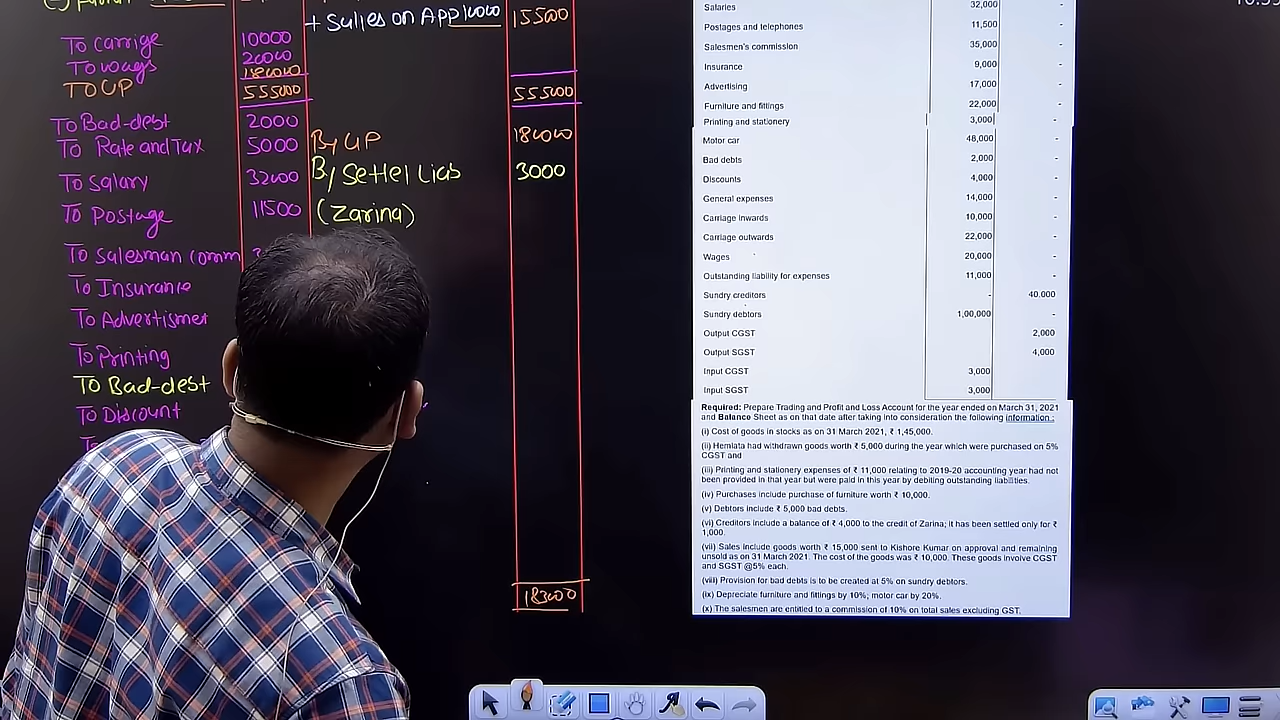 + Sales on App 10000 155000
To carrige 10000
To wages 20000
TO GP 180000
555000 555000
To Bad-dest 2000
To Rate and Tax 5000 By GP 180000
To Salary 32000 By Settel Liab 3000
To Postage 11500 (Zarina)
To Salesman comm
To Insurance
To Advertismet
To Printing
To Bad-dest
To Discount
183000
Salaries 32,000 -
Postages and telephones 11,500 -
Salesmen's commission 35,000 -
Insurance 9,000 -
Advertising 17,000 -
Furniture and fittings 22,000 -
Printing and stationery 3,000 -
Motor car 48,000 -
Bad debts 2,000 -
Discounts 4,000 -
General expenses 14,000 -
Carriage inwards 10,000 -
Carriage outwards 22,000 -
Wages 20,000 -
Outstanding liability for expenses 11,000 -
Sundry creditors - 40.000
Sundry debtors 1,00,000 -
Output CGST 2,000
Output SGST 4,000
Input CGST 3,000
Input SGST 3,000
Required: Prepare Trading and Profit and Loss Account for the year ended on March 31, 2021
and Balance Sheet as on that date after taking into consideration the following information :
(i) Cost of goods in stocks as on 31 March 2021, ₹ 1,45,000.
(ii) Hemlata had withdrawn goods worth ₹ 5,000 during the year which were purchased on 5%
CGST and
(iii) Printing and stationery expenses of ₹ 11,000 relating to 2019-20 accounting year had not
been provided in that year but were paid in this year by debiting outstanding liabilities.
(iv) Purchases include purchase of furniture worth ₹ 10,000.
(v) Debtors include ₹ 5,000 bad debts.
(vi) Creditors include a balance of ₹ 4,000 to the credit of Zarina; it has been settled only for ₹
1,000.
(vii) Sales include goods worth ₹ 15,000 sent to Kishore Kumar on approval and remaining
unsold as on 31 March 2021. The cost of the goods was ₹ 10,000. These goods involve CGST
and SGST @5% each.
(viii) Provision for bad debts is to be created at 5% on sundry debtors.
(ix) Depreciate furniture and fittings by 10%; motor car by 20%.
(x) The salesmen are entitled to a commission of 10% on total sales excluding GST.